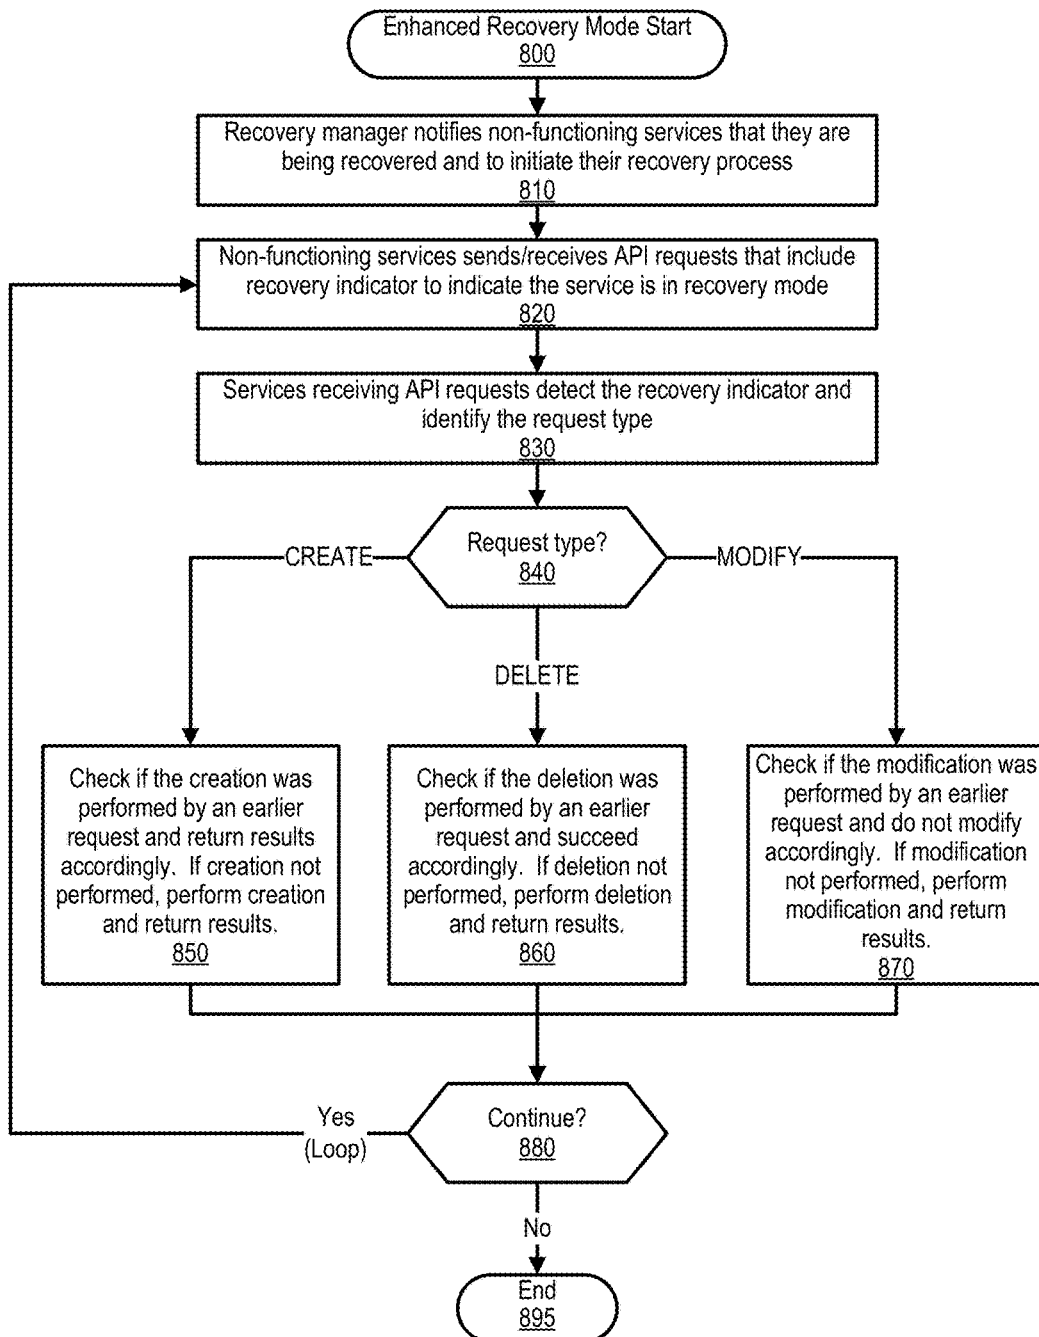 Enhanced Recovery Mode Start
800
Recovery manager notifies non-functioning services that they are
being recovered and to initiate their recovery process
810
Non-functioning services sends/receives API requests that include
recovery indicator to indicate the service is in recovery mode
820
Services receiving API requests detect the recovery indicator and
identify the request type
830
Request type?
840
CREATE
MODIFY
DELETE
Check if the creation was
performed by an earlier
request and return results
accordingly. If creation not
performed, perform creation
and return results.
850
Check if the deletion was
performed by an earlier
request and succeed
accordingly. If deletion not
performed, perform deletion
and return results.
860
Check if the modification was
performed by an earlier
request and do not modify
accordingly. If modification
not performed, perform
modification and return
results.
870
Continue?
880
Yes
(Loop)
No
End
895